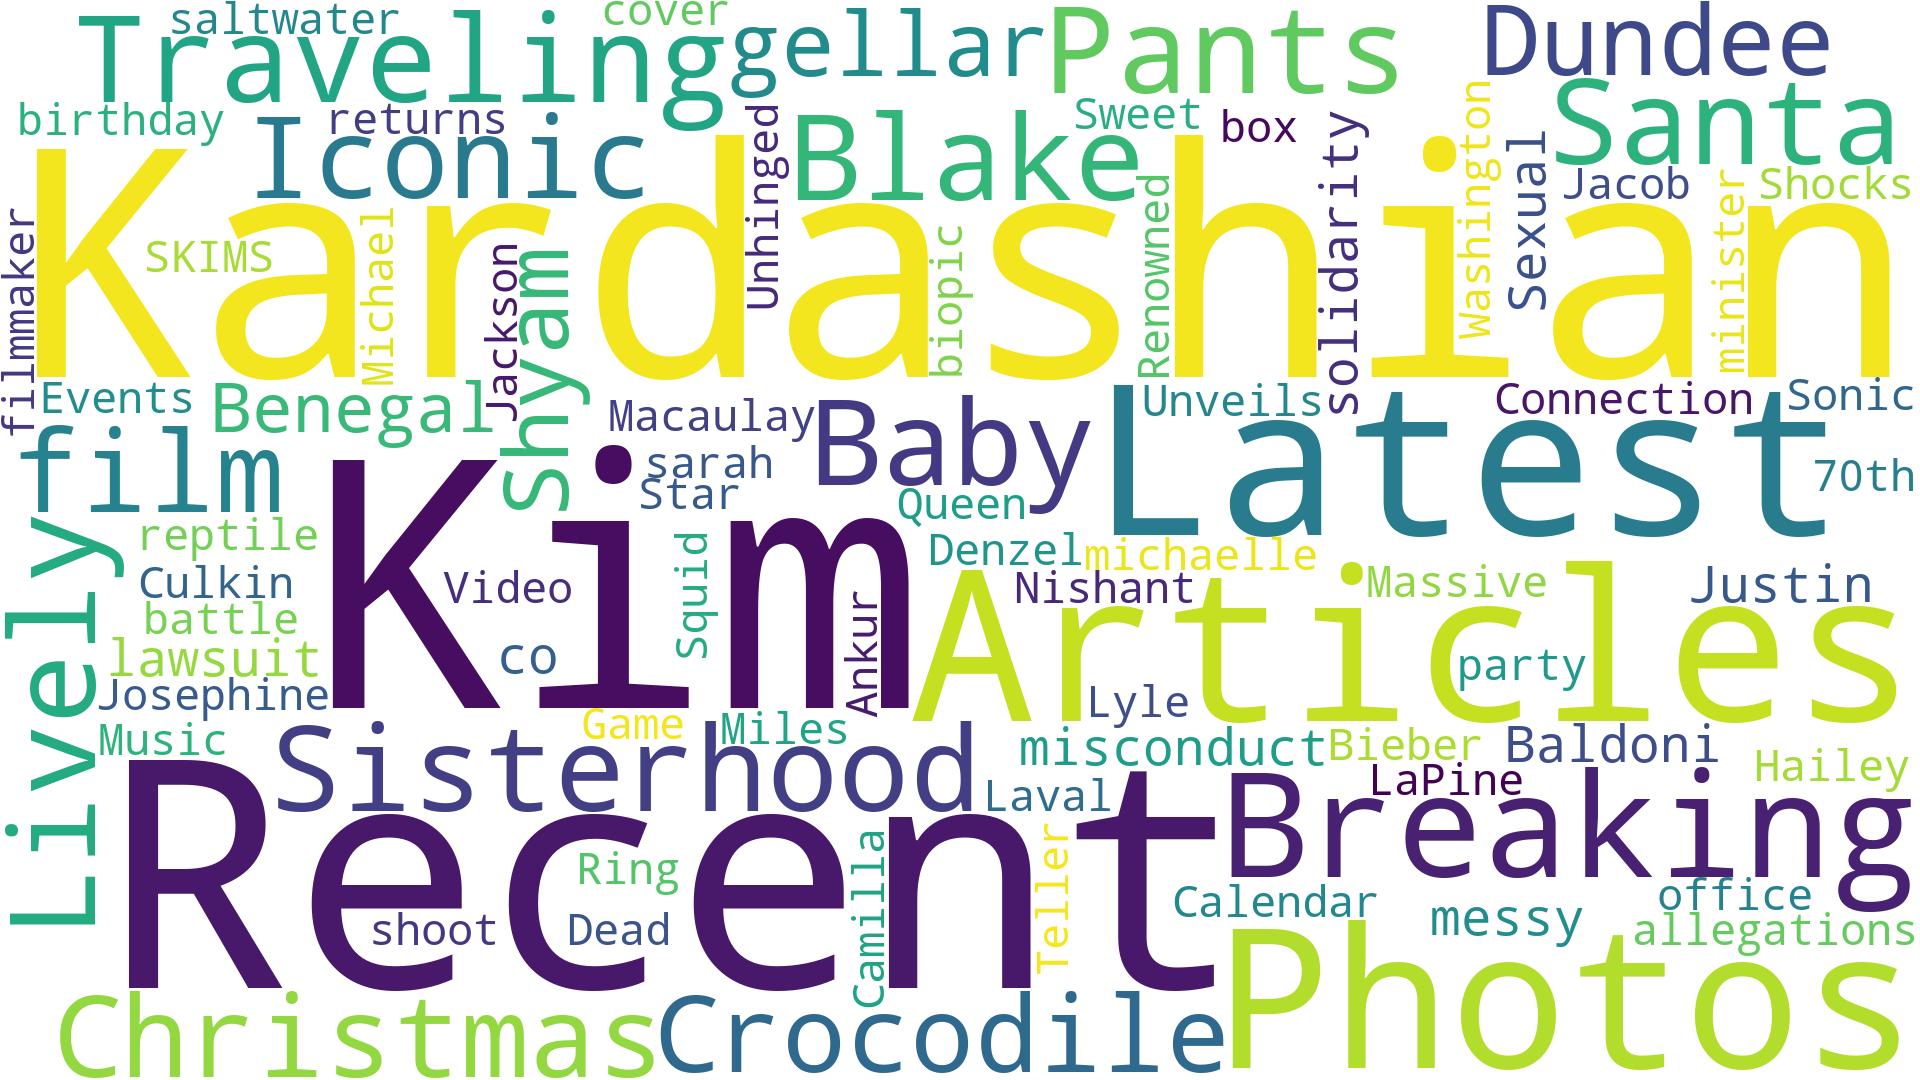 saltwater
cover
Traveling
gellar
Pants
Dundee
birthday
returns
Iconic
Unhinged
Blake
Sweet
box
solidarity
Washington
Santa
Sexual
Jacob
Shocks
Kardashian
filmmaker
SKIMS
Michael
Jackson
Shyam
biopic
Renowned
minister
Events
Benegal
Macaulay
Baby
Unveils
Connection
Sonic
Latest
film
Kim
sarah
Star
Queen
70th
Lively
reptile
Squid
Denzel
michaelle
Culkin
Video
Nishant
Massive
Justin
battle
Ankur
Articles
lawsuit
co
party
Josephine
Lyle
Game
Miles
Music
Sisterhood
misconduct
Bieber
Baldoni
LaPine
Hailey
Recent
Laval
Breaking
Ring
Camilla
Teller
Calendar
office
shoot
Dead
messy
allegations
Photos
Christmas
Crocodile